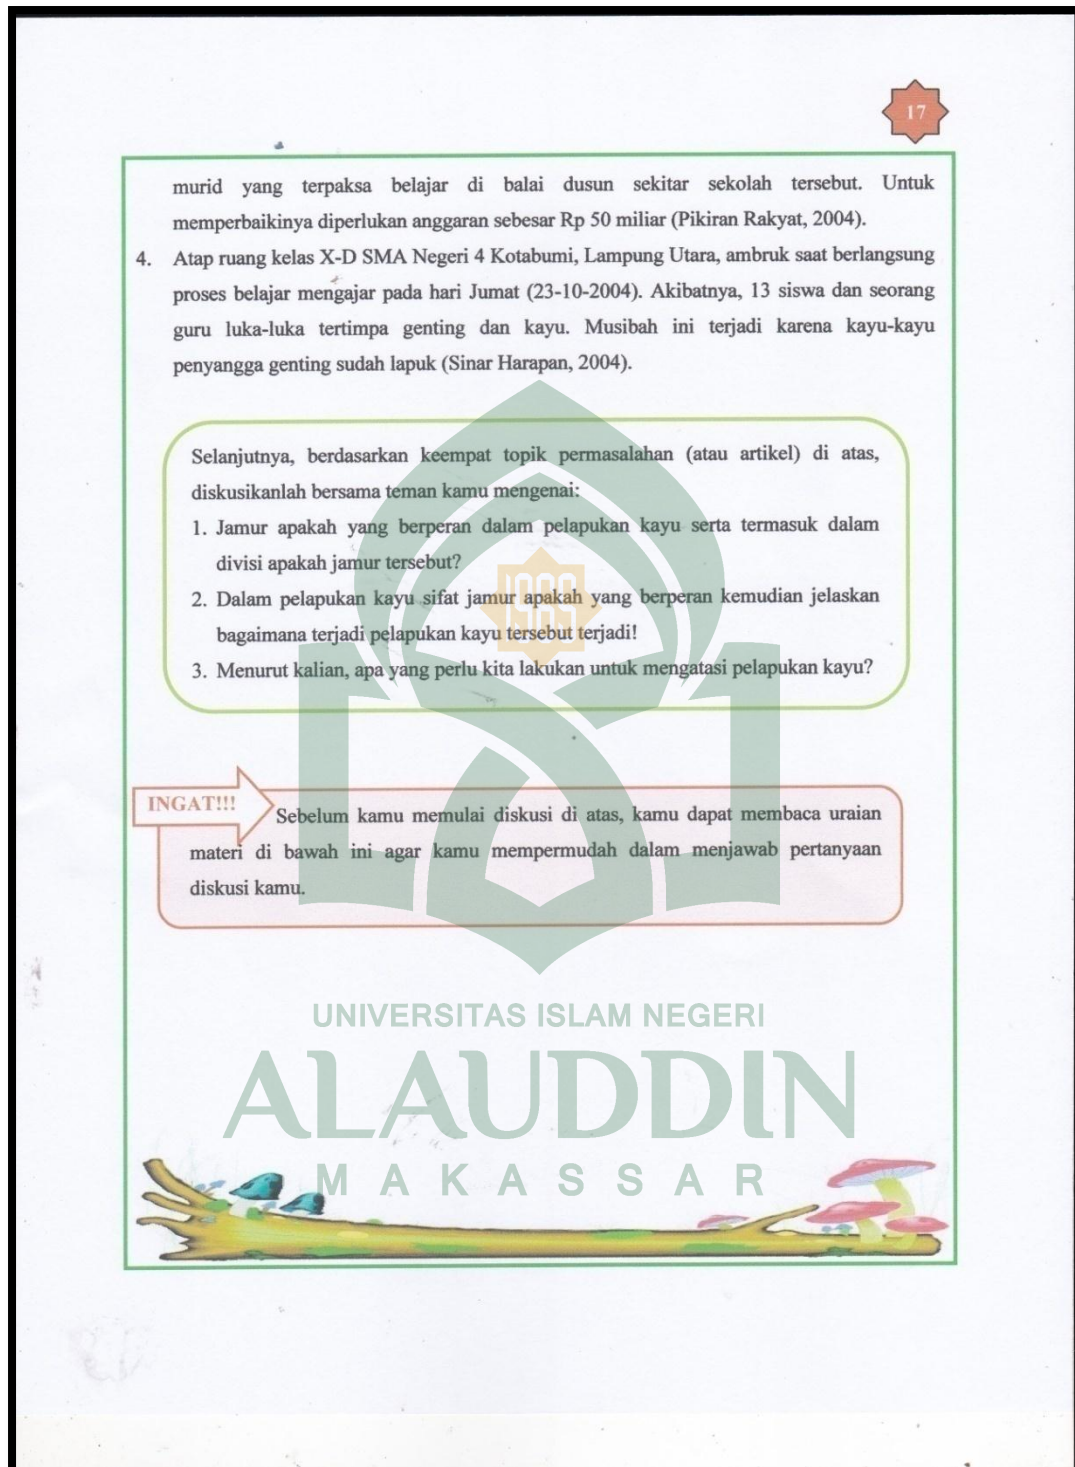 17
murid yang terpaksa belajar di balai dusun sekitar sekolah tersebut. Untuk
memperbaikinya diperlukan anggaran sebesar Rp 50 miliar (Pikiran Rakyat, 2004).
4. Atap ruang kelas X-D SMA Negeri 4 Kotabumi, Lampung Utara, ambruk saat berlangsung
proses belajar mengajar pada hari Jumat (23-10-2004). Akibatnya, 13 siswa dan seorang
guru luka-luka tertimpa genting dan kayu. Musibah ini terjadi karena kayu-kayu
penyangga genting sudah lapuk (Sinar Harapan, 2004).
Selanjutnya, berdasarkan keempat topik permasalahan (atau artikel) di atas,
diskusikanlah bersama teman kamu mengenai:
1. Jamur apakah yang berperan dalam pelapukan kayu serta termasuk dalam
divisi apakah jamur tersebut?
1965
2. Dalam pelapukan kayu sifat jamur apakah yang berperan kemudian jelaskan
bagaimana terjadi pelapukan kayu tersebut terjadi!
3. Menurut kalian, apa yang perlu kita lakukan untuk mengatasi pelapukan kayu?
INGAT!!!
Sebelum kamu memulai diskusi di atas, kamu dapat membaca uraian
materi di bawah ini agar kamu mempermudah dalam menjawab pertanyaan
diskusi kamu.
UNIVERSITAS ISLAM NEGERI
ALAUDDIN
MAKASSAR